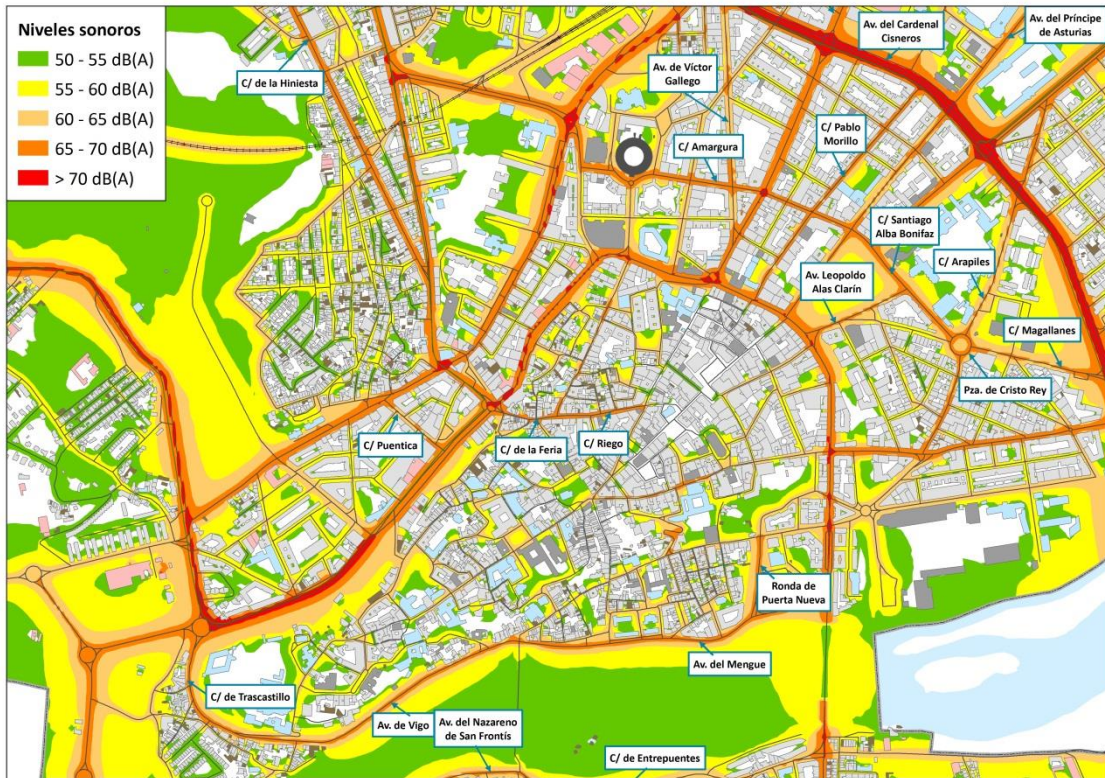 Niveles sonoros
50 - 55 dB(A)
55 - 60 dB(A)
60 - 65 dB(A)
65 - 70 dB(A)
> 70 dB(A)
Av. del Cardenal
Cisneros
Av. del Príncipe
de Asturias
C/ de la Hiniesta
Av. de Víctor
Gallego
C/ Amargura
C/ Pablo
Morillo
C/ Santiago
Alba Bonifaz
Av. Leopoldo
Alas Clarín
C/ Arapiles
C/ Magallanes
Pza. de Cristo Rey
C/ Puentica
C/ de la Feria
C/ Riego
Ronda de
Puerta Nueva
Av. del Mengue
C/ de Trascastillo
Av. de Vigo
Av. del Nazareno
de San Frontís
C/ de Entrepuentes